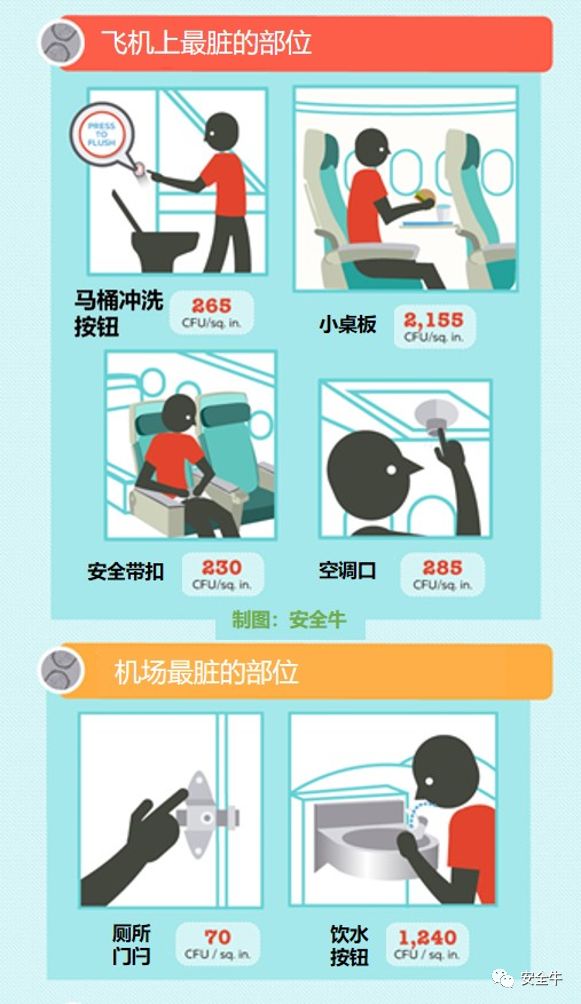 飞机上最脏的部位
PRESS
TO
FLUSH
马桶冲洗
按钮
265
CFU/sq. in.
小桌板
2,155
CFU/sq. in.
安全带扣
230
CFU/sq. in.
空调口
285
CFU/sq. in.
制图：安全牛
机场最脏的部位
厕所
门闩
70
CFU / sq. in.
饮水
按钮
1,240
CFU / sq. in.
安全牛